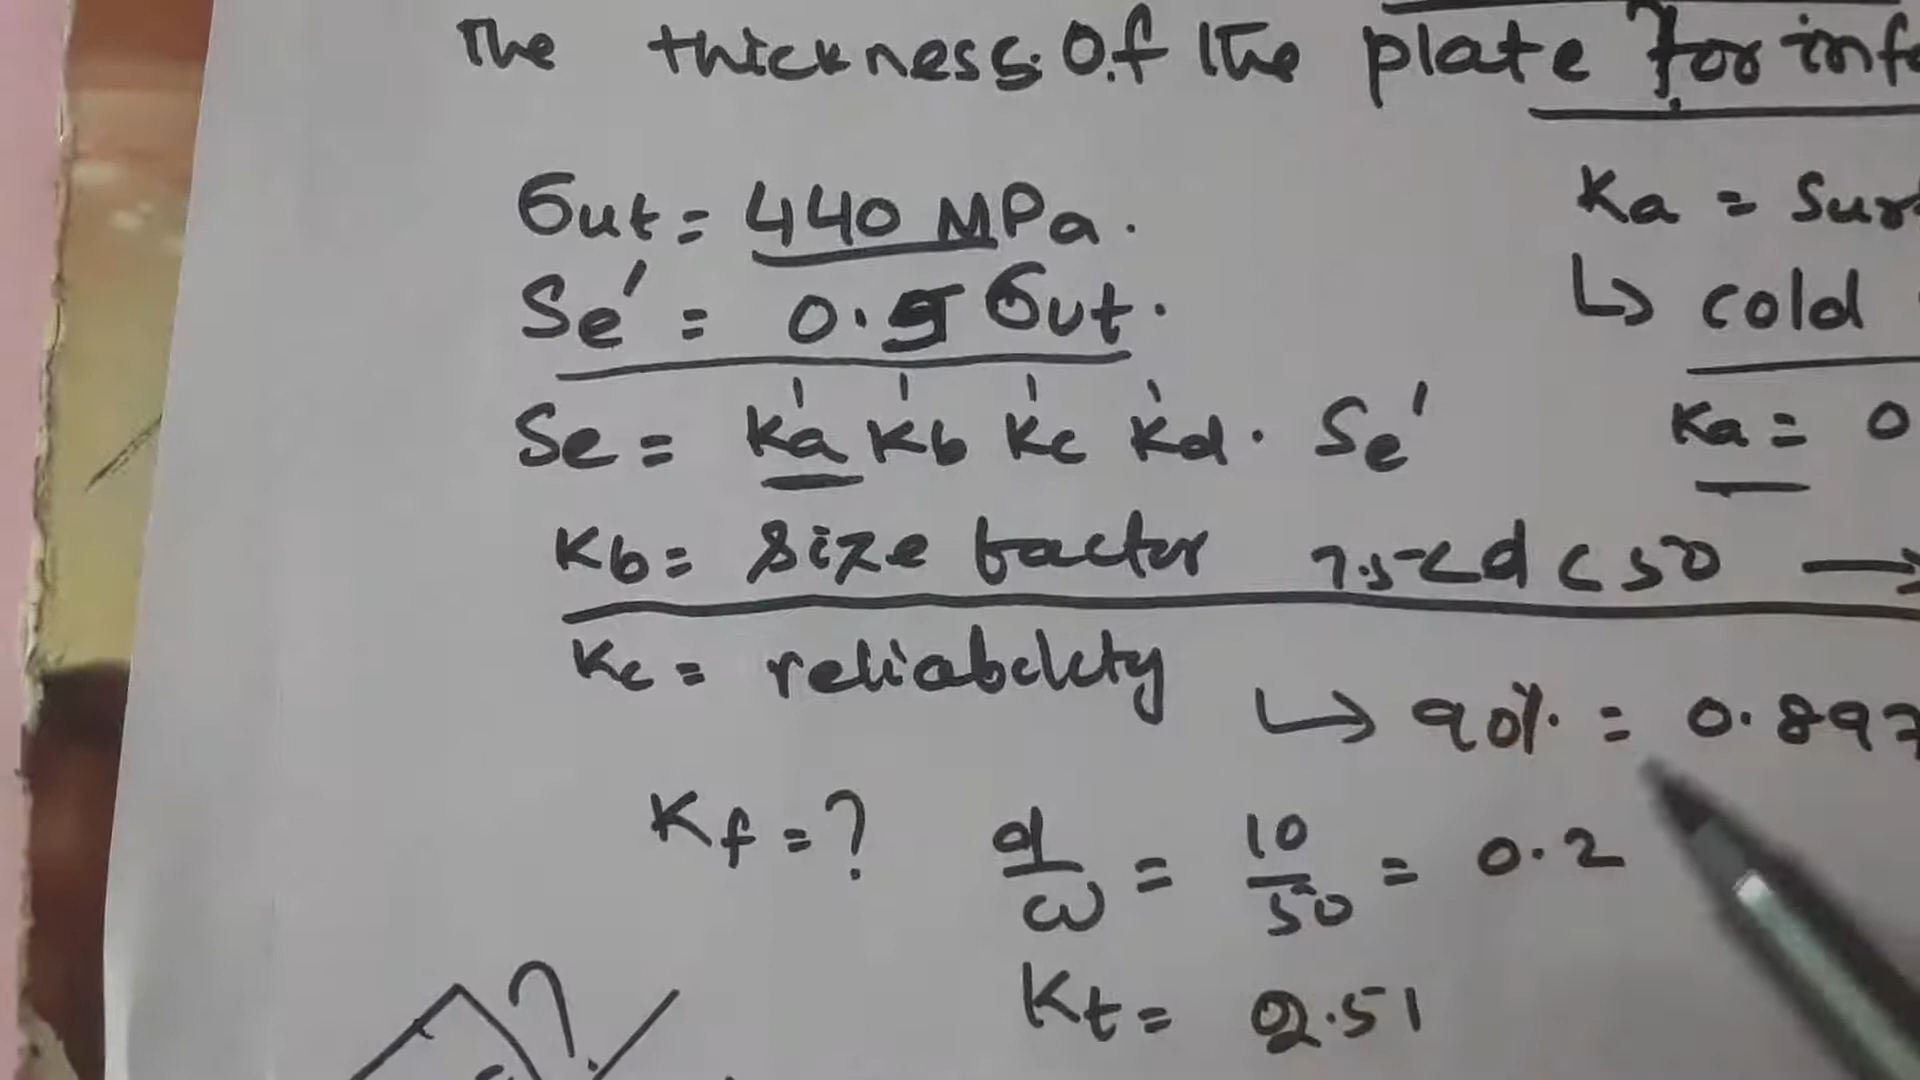 The thickness of the plate for infi
σut = 440 MPa.
Se' = 0.5 σut.
Se = Ka Kb Kc Kd . Se'
Kb = size factor 7.5<d<50 →
Kc = reliability
↳ 90% = 0.897
Kf = ? d/w = 10/50 = 0.2
Kt = 2.51
Ka = Sur
↳ cold
Ka = 0